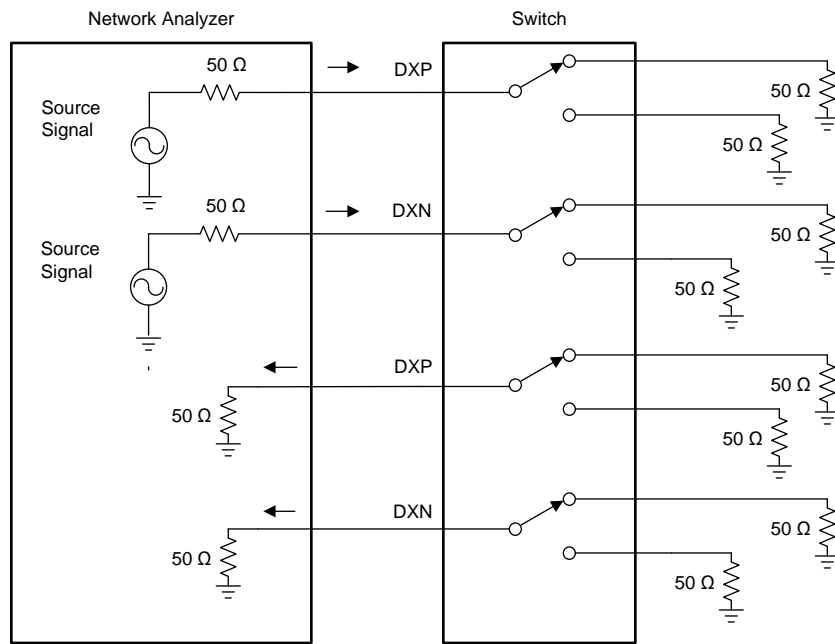 Network Analyzer
Switch
50 Ω
DXP
Source
Signal
50 Ω
50 Ω
50 Ω
DXN
Source
Signal
50 Ω
50 Ω
DXP
50 Ω
50 Ω
50 Ω
DXN
50 Ω
50 Ω
50 Ω